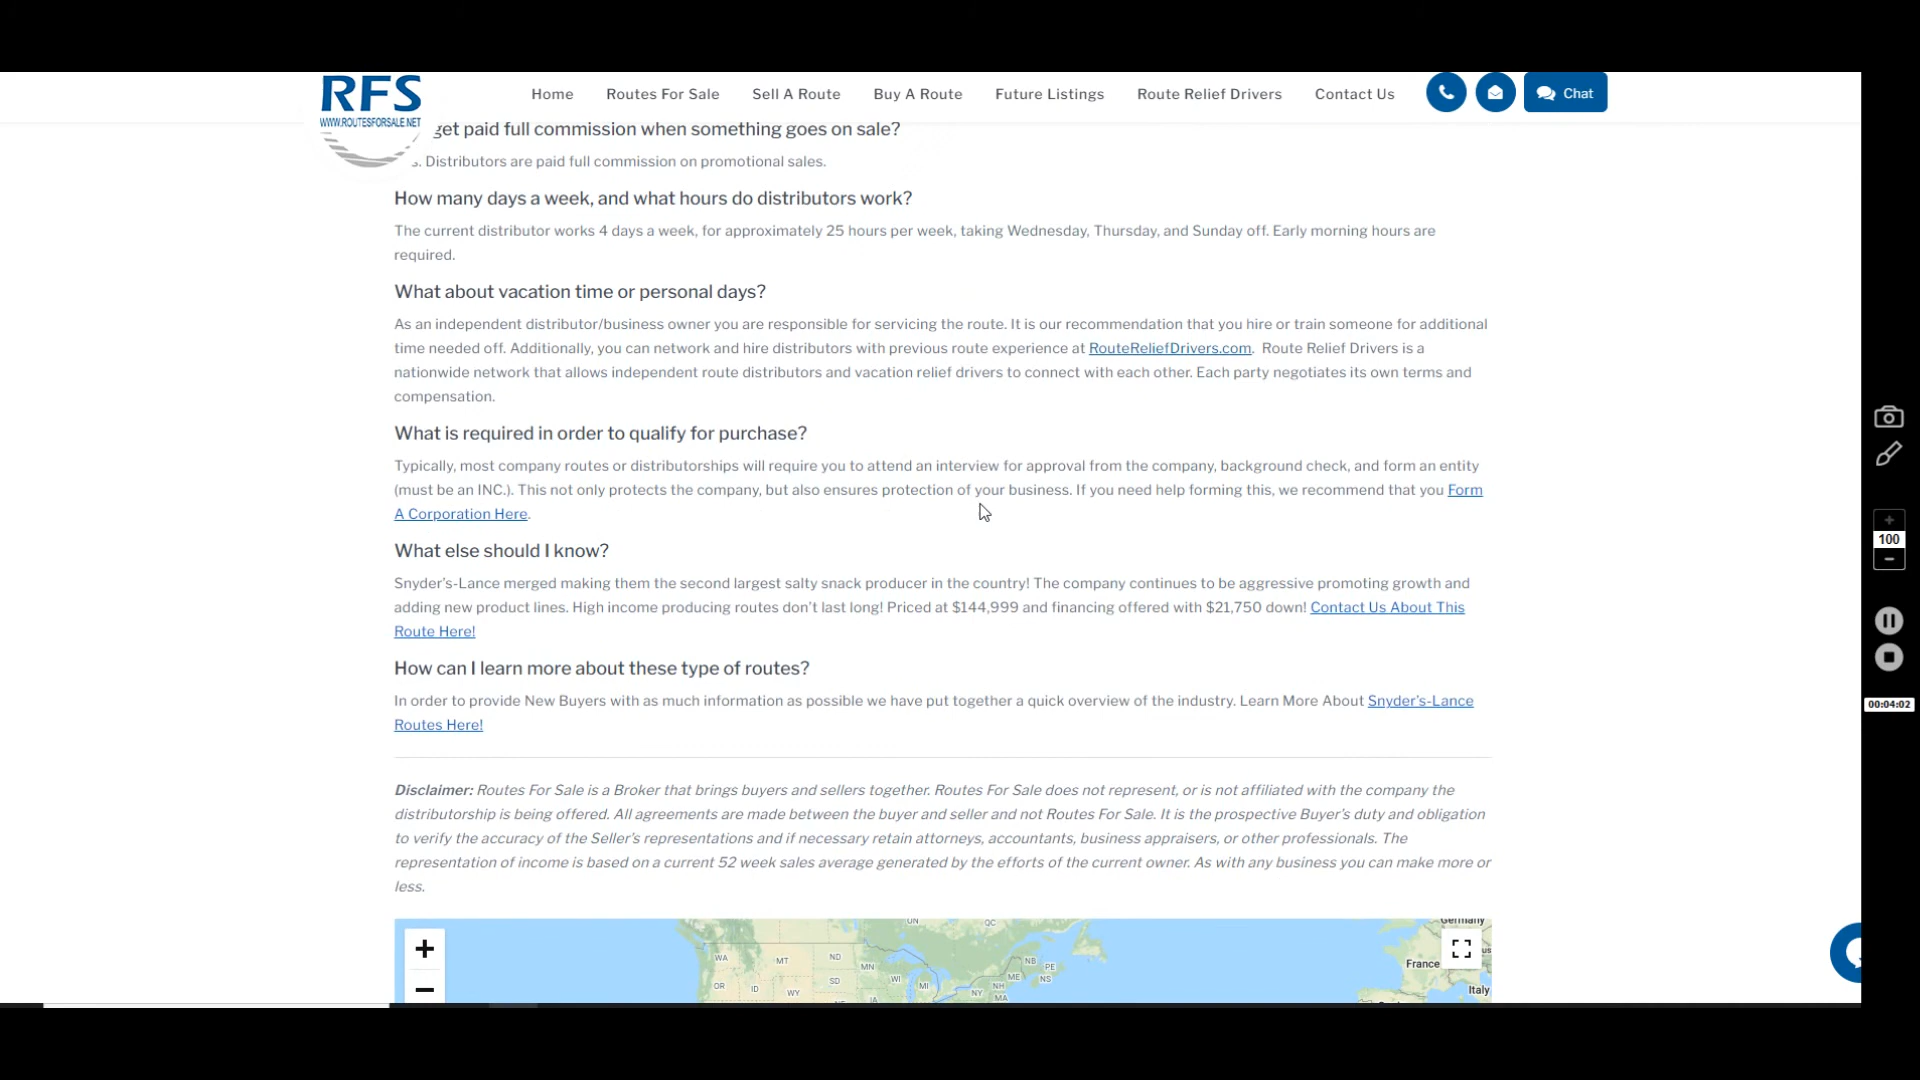 RFS
WWW.ROUTESFORSALE.NET
Home
Routes For Sale
Sell A Route
Buy A Route
Future Listings
Route Relief Drivers
Contact Us
Chat
get paid full commission when something goes on sale?
s. Distributors are paid full commission on promotional sales.
How many days a week, and what hours do distributors work?
The current distributor works 4 days a week, for approximately 25 hours per week, taking Wednesday, Thursday, and Sunday off. Early morning hours are
required.
What about vacation time or personal days?
As an independent distributor/business owner you are responsible for servicing the route. It is our recommendation that you hire or train someone for additional
time needed off. Additionally, you can network and hire distributors with previous route experience at RouteReliefDrivers.com. Route Relief Drivers is a
nationwide network that allows independent route distributors and vacation relief drivers to connect with each other. Each party negotiates its own terms and
compensation.
What is required in order to qualify for purchase?
Typically, most company routes or distributorships will require you to attend an interview for approval from the company, background check, and form an entity
(must be an INC.). This not only protects the company, but also ensures protection of your business. If you need help forming this, we recommend that you Form
A Corporation Here.
What else should I know?
Snyder's-Lance merged making them the second largest salty snack producer in the country! The company continues to be aggressive promoting growth and
adding new product lines. High income producing routes don't last long! Priced at $144,999 and financing offered with $21,750 down! Contact Us About This
Route Here!
How can I learn more about these type of routes?
In order to provide New Buyers with as much information as possible we have put together a quick overview of the industry. Learn More About Snyder's-Lance
Routes Here!
Disclaimer: Routes For Sale is a Broker that brings buyers and sellers together. Routes For Sale does not represent, or is not affiliated with the company the
distributorship is being offered. All agreements are made between the buyer and seller and not Routes For Sale. It is the prospective Buyer's duty and obligation
to verify the accuracy of the Seller's representations and if necessary retain attorneys, accountants, business appraisers, or other professionals. The
representation of income is based on a current 52 week sales average generated by the efforts of the current owner. As with any business you can make more or
less.
+
−
ON
QC
WA
MT
ND
MN
NB
PE
OR
ID
SD
WI
MI
ME
NS
WY
NY
NH
MA
IA
Germany
France
Italy
+
100
−
00:04:02